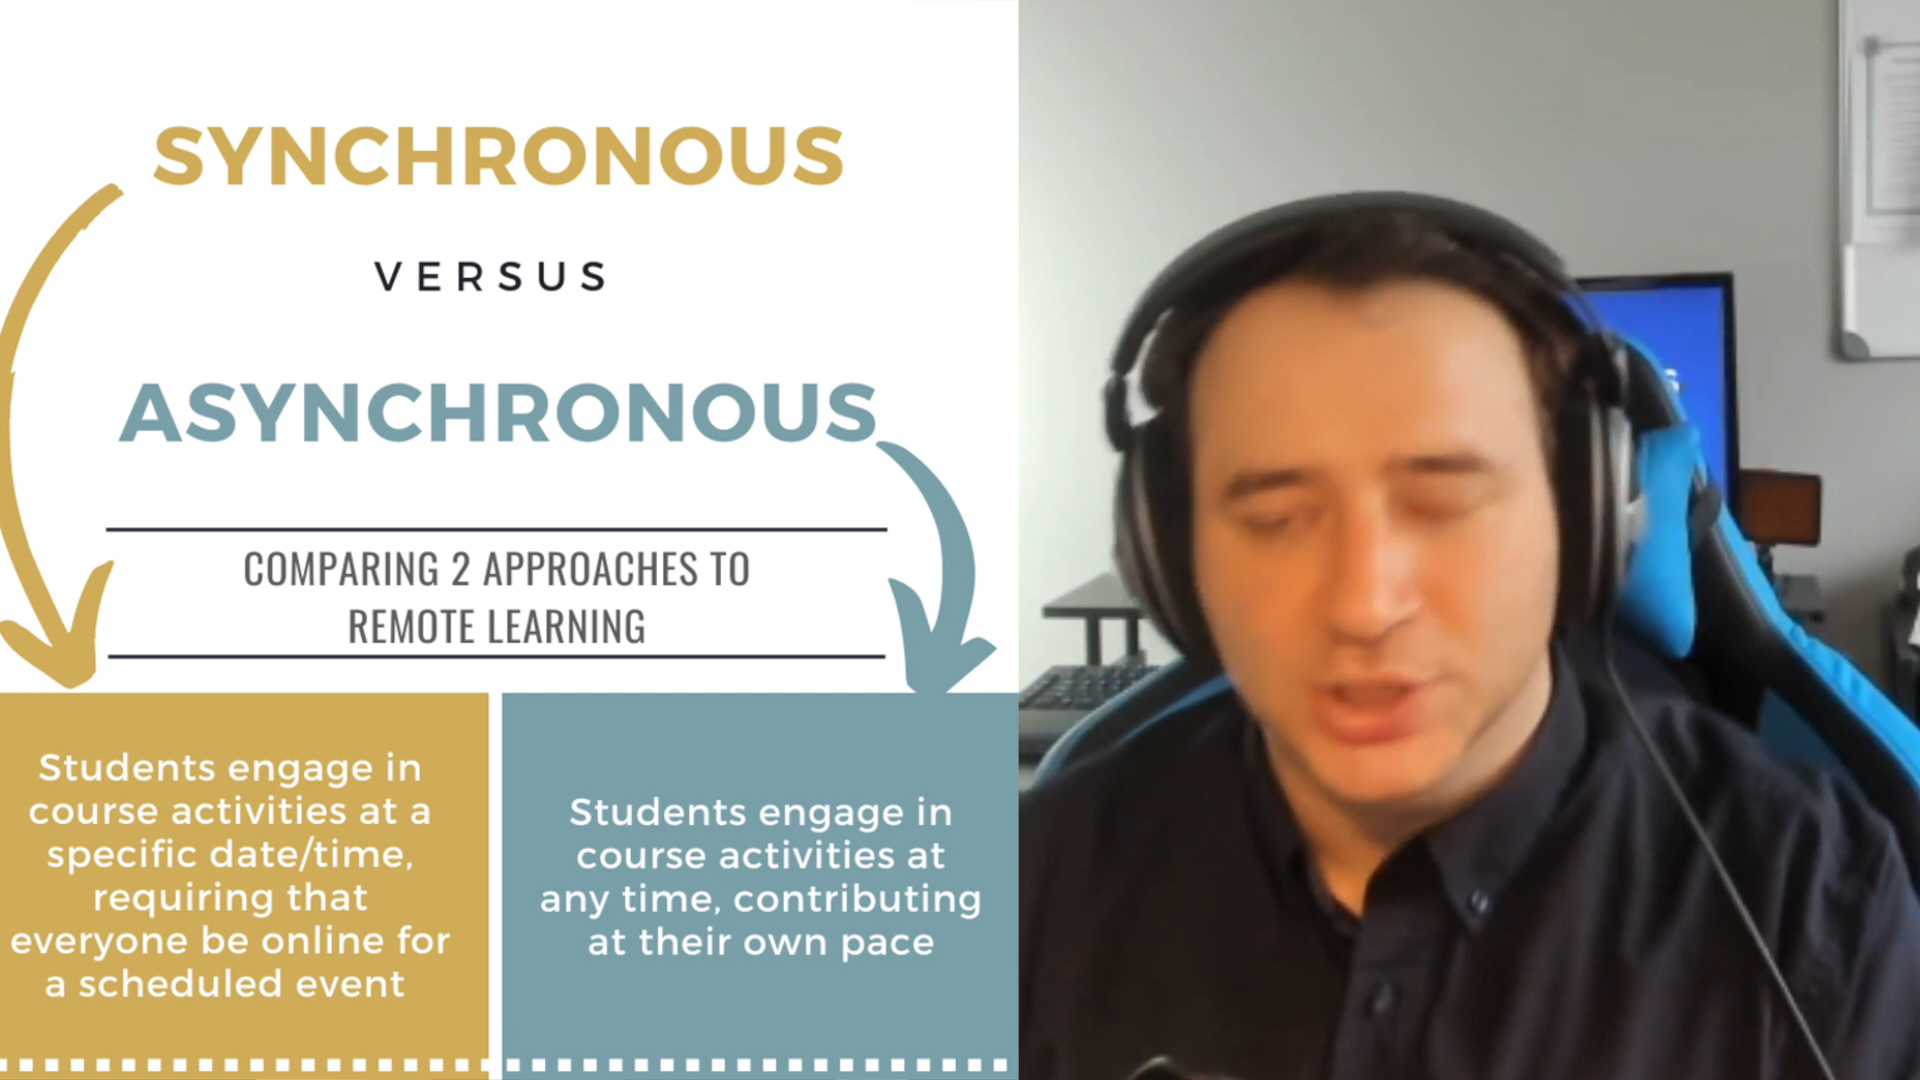 SYNCHRONOUS
VERSUS
ASYNCHRONOUS
COMPARING 2 APPROACHES TO
REMOTE LEARNING
Students engage in
course activities at a
specific date/time,
requiring that
everyone be online for
a scheduled event
Students engage in
course activities at
any time, contributing
at their own pace